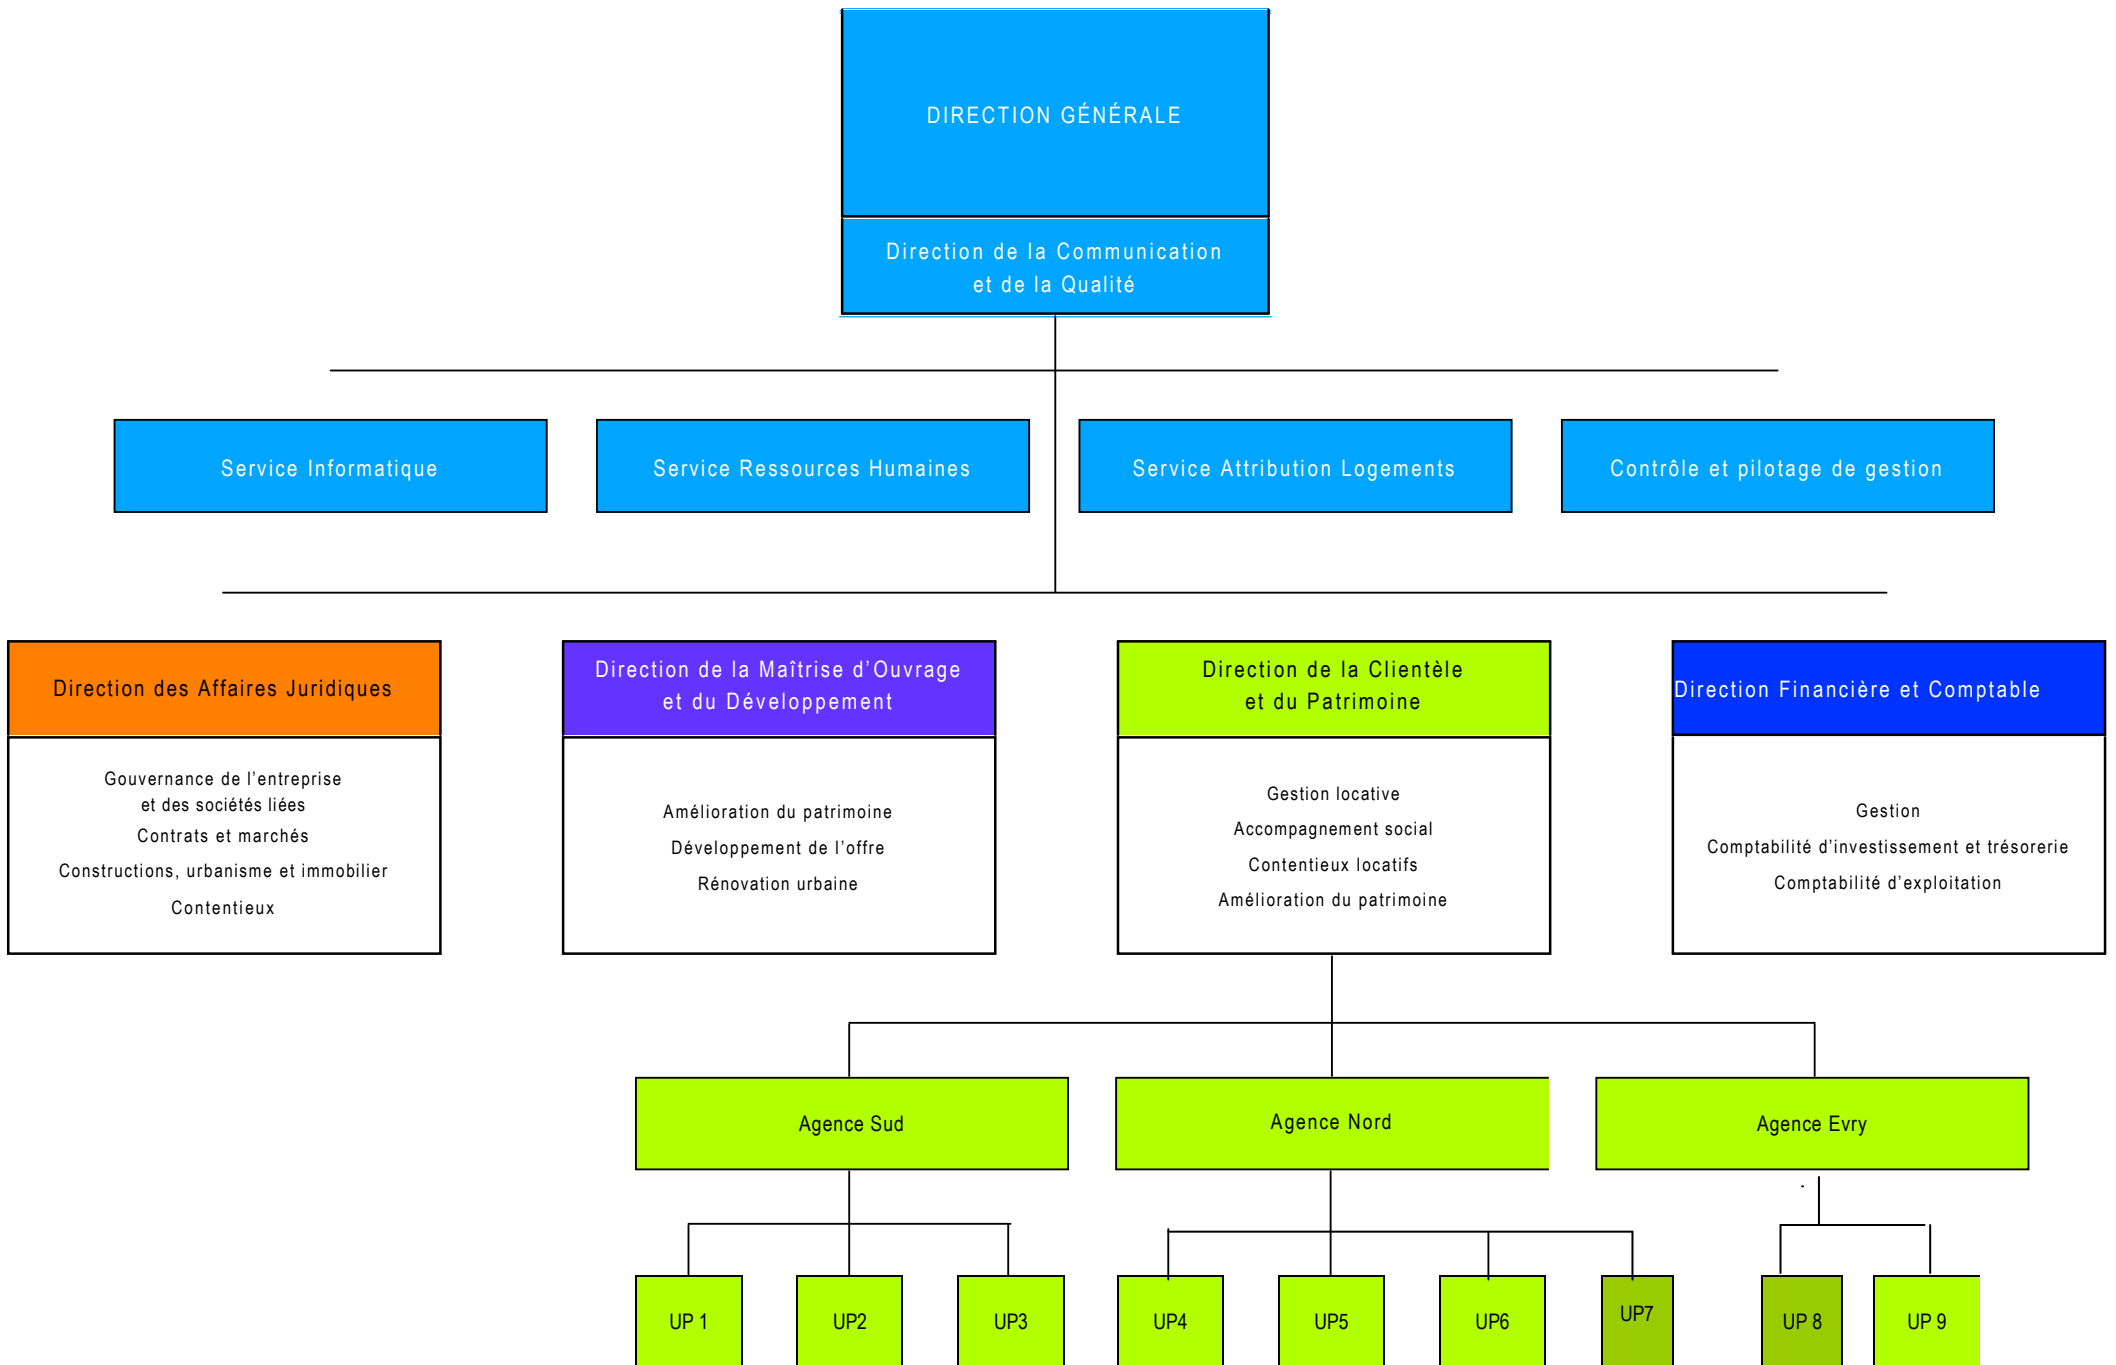 DIRECTION GÉNÉRALE
Direction de la Communication
et de la Qualité
Service Informatique
Service Ressources Humaines
Service Attribution Logements
Contrôle et pilotage de gestion
Direction des Affaires Juridiques
Gouvernance de l’entreprise
et des sociétés liées
Contrats et marchés
Constructions, urbanisme et immobilier
Contentieux
Direction de la Maîtrise d’Ouvrage
et du Développement
Amélioration du patrimoine
Développement de l’offre
Rénovation urbaine
Direction de la Clientèle
et du Patrimoine
Gestion locative
Accompagnement social
Contentieux locatifs
Amélioration du patrimoine
Direction Financière et Comptable
Gestion
Comptabilité d’investissement et trésorerie
Comptabilité d’exploitation
Agence Sud
Agence Nord
Agence Evry
UP 1
UP2
UP3
UP4
UP5
UP6
UP7
UP 8
UP 9